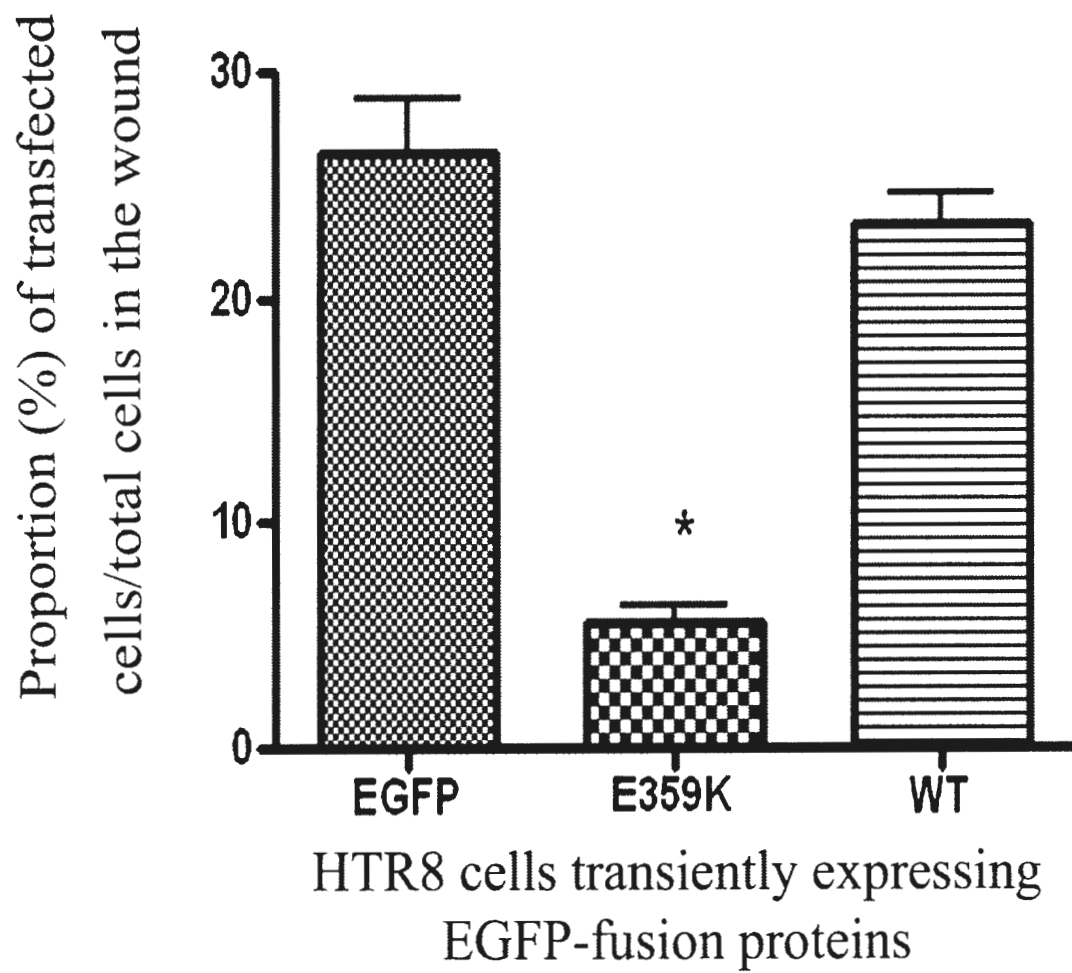 Proportion (%) of transfected
cells/total cells in the wound
30
20
10
0
*
EGFP E359K WT
HTR8 cells transiently expressing
EGFP-fusion proteins